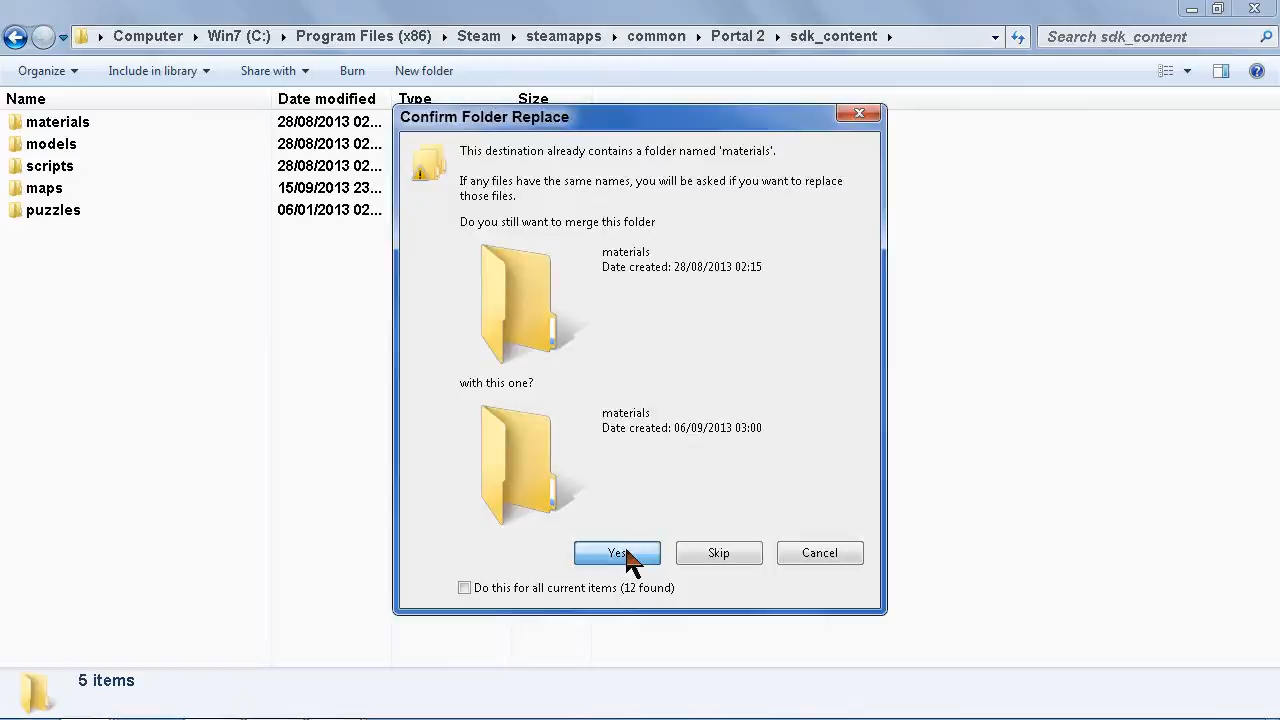 Computer Win7 (C:) Program Files (x86) Steam steamapps common Portal 2 sdk_content Search sdk_content
Organize Include in library Share with Burn New folder
Name Date modified Type Size
materials 28/08/2013 02...
models 28/08/2013 02...
scripts 28/08/2013 02...
maps 15/09/2013 23...
puzzles 06/01/2013 02...
Confirm Folder Replace
This destination already contains a folder named 'materials'.
If any files have the same names, you will be asked if you want to replace
those files.
Do you still want to merge this folder
materials
Date created: 28/08/2013 02:15
with this one?
materials
Date created: 06/09/2013 03:00
Yes Skip Cancel
Do this for all current items (12 found)
5 items